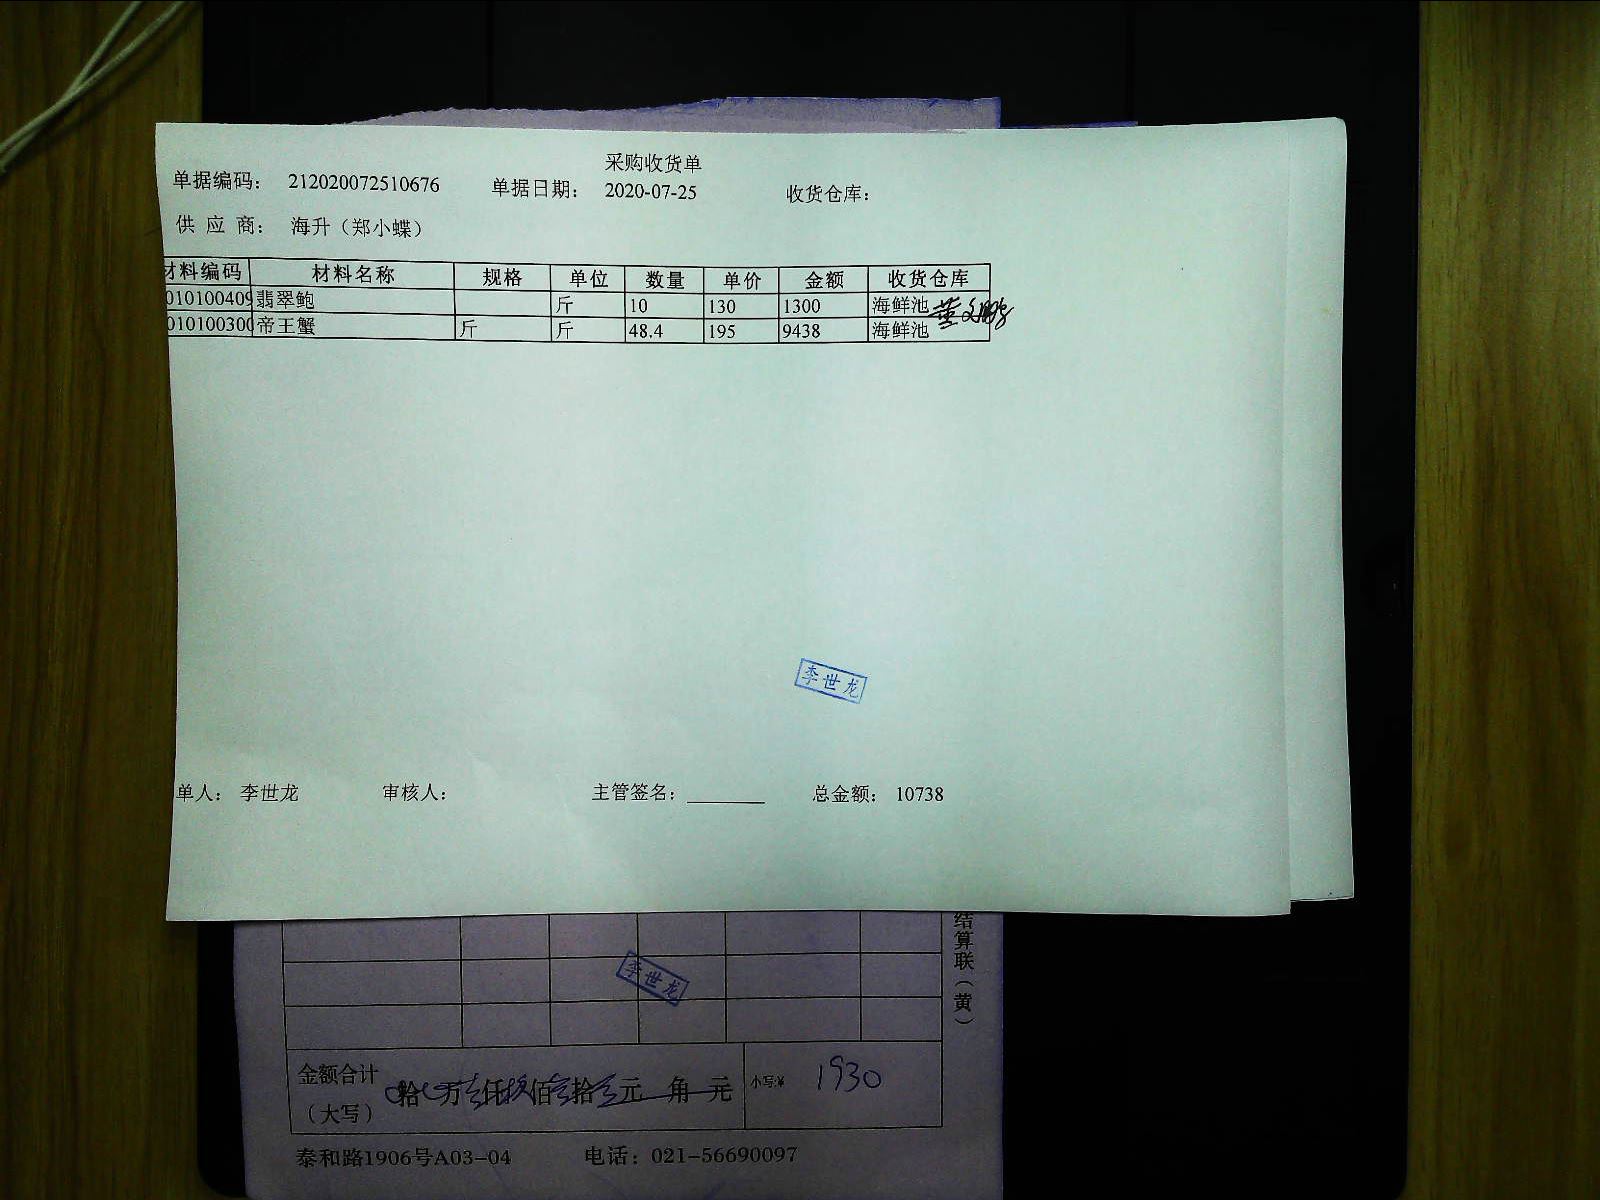 采购收货单
单据编码： 212020072510676 单据日期： 2020-07-25 收货仓库：
供 应 商： 海升（郑小蝶）
材料编码 材料名称 规格 单位 数量 单价 金额 收货仓库
010100409 翡翠鲍 斤 10 130 1300 海鲜池
董文鹏
010100300 帝王蟹 斤 斤 48.4 195 9438 海鲜池
李世龙
单人： 李世龙 审核人： 主管签名： 总金额： 10738
结算联（黄）
李世龙
金额合计
（大写）
拾 万 仟 佰 拾 元 角 元
小写¥ 1930
泰和路1906号A03-04 电话：021-56690097